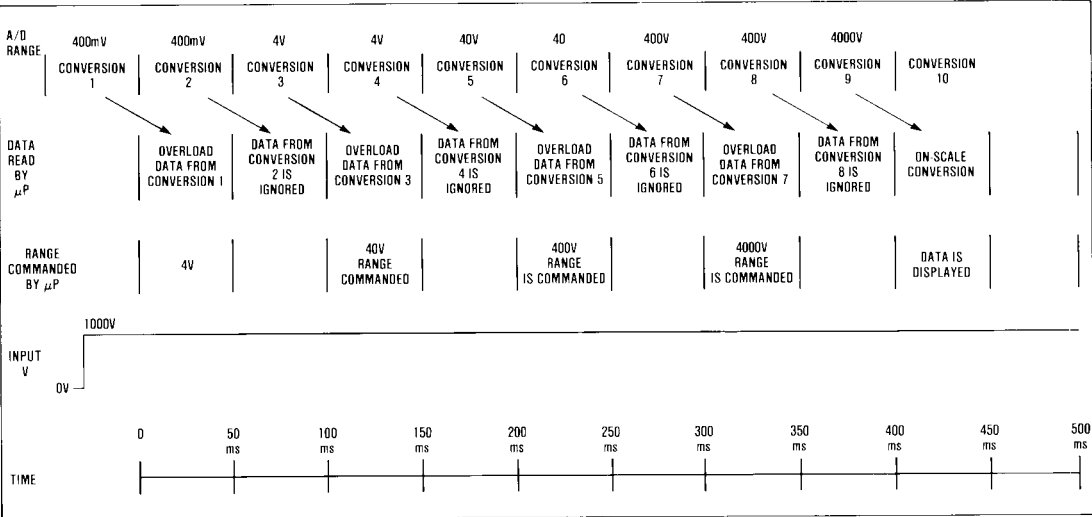 A/D
RANGE
400mV 400mV 4V 4V 40V 40 400V 400V 4000V
CONVERSION 1
CONVERSION 2
CONVERSION 3
CONVERSION 4
CONVERSION 5
CONVERSION 6
CONVERSION 7
CONVERSION 8
CONVERSION 9
CONVERSION 10
DATA
READ
BY
µP
OVERLOAD
DATA FROM
CONVERSION 1
DATA FROM
CONVERSION
2 IS
IGNORED
OVERLOAD
DATA FROM
CONVERSION 3
DATA FROM
CONVERSION
4 IS
IGNORED
OVERLOAD
DATA FROM
CONVERSION 5
DATA FROM
CONVERSION
6 IS
IGNORED
OVERLOAD
DATA FROM
CONVERSION 7
DATA FROM
CONVERSION
8 IS
IGNORED
ON-SCALE
CONVERSION
RANGE
COMMANDED
BY µP
4V
40V
RANGE
COMMANDED
400V
RANGE
IS COMMANDED
4000V
RANGE
IS COMMANDED
DATA IS
DISPLAYED
INPUT
V
1000V
0V
TIME
0
50
ms
100
ms
150
ms
200
ms
250
ms
300
ms
350
ms
400
ms
450
ms
500
ms